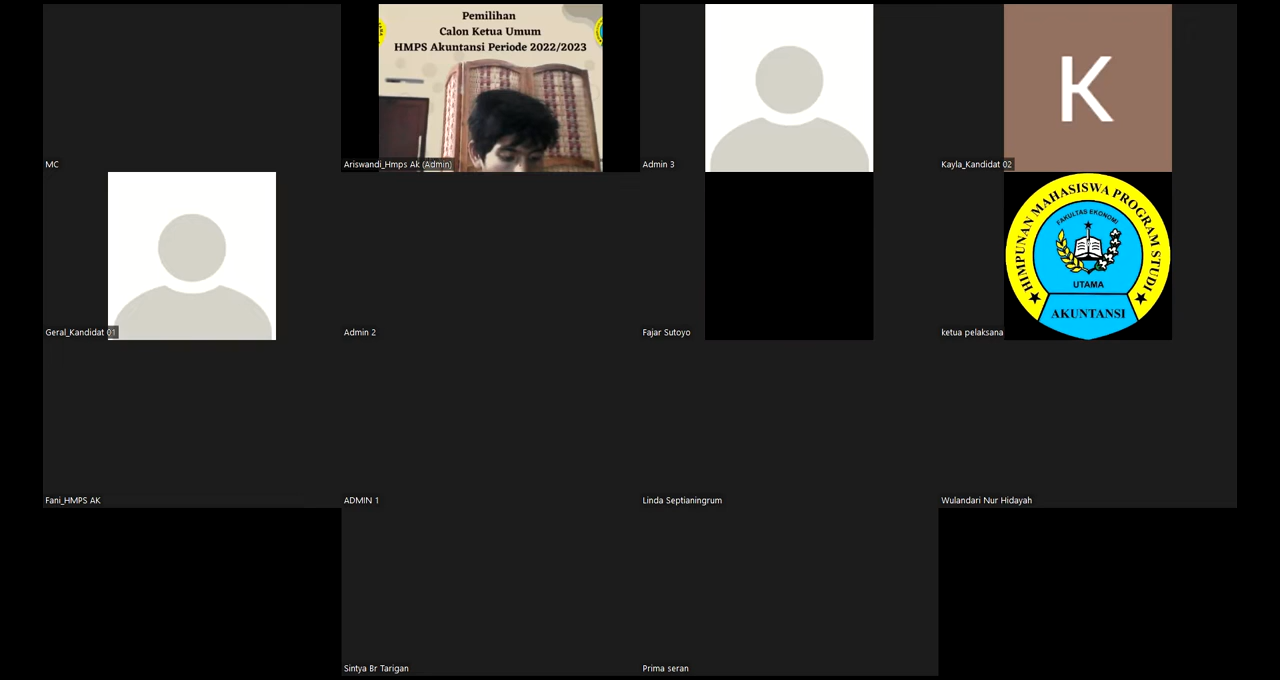 Pemilihan
Calon Ketua Umum
HMPS Akuntansi Periode 2022/2023
K
MC
Ariswandi_Hmps Ak (Admin)
Admin 3
Kayla_Kandidat 02
HIMPUNAN MAHASISWA PROGRAM STUDI
FAKULTAS EKONOMI
UTAMA
AKUNTANSI
Geral_Kandidat 01
Admin 2
Fajar Sutoyo
ketua pelaksana
Fani_HMPS AK
ADMIN 1
Linda Septianingrum
Wulandari Nur Hidayah
Sintya Br Tarigan
Prima seran